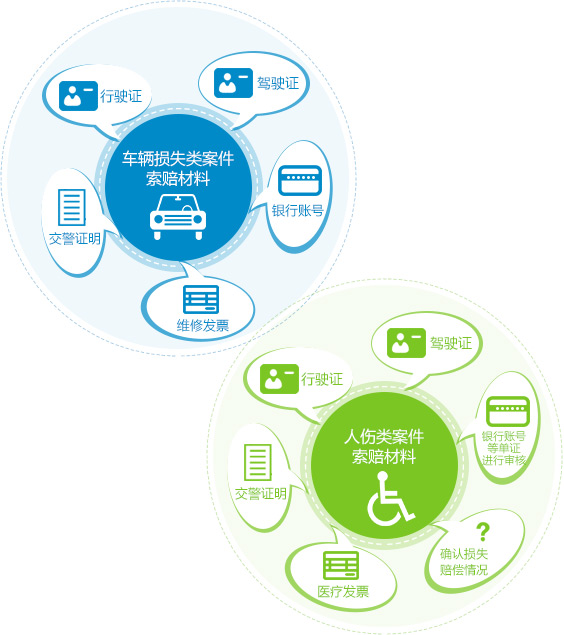 行驶证
驾驶证
车辆损失类案件
索赔材料
银行账号
交警证明
维修发票
驾驶证
行驶证
人伤类案件
索赔材料
银行账号
等单证
进行审核
交警证明
?
确认损失
赔偿情况
医疗发票